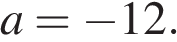 a = −12.